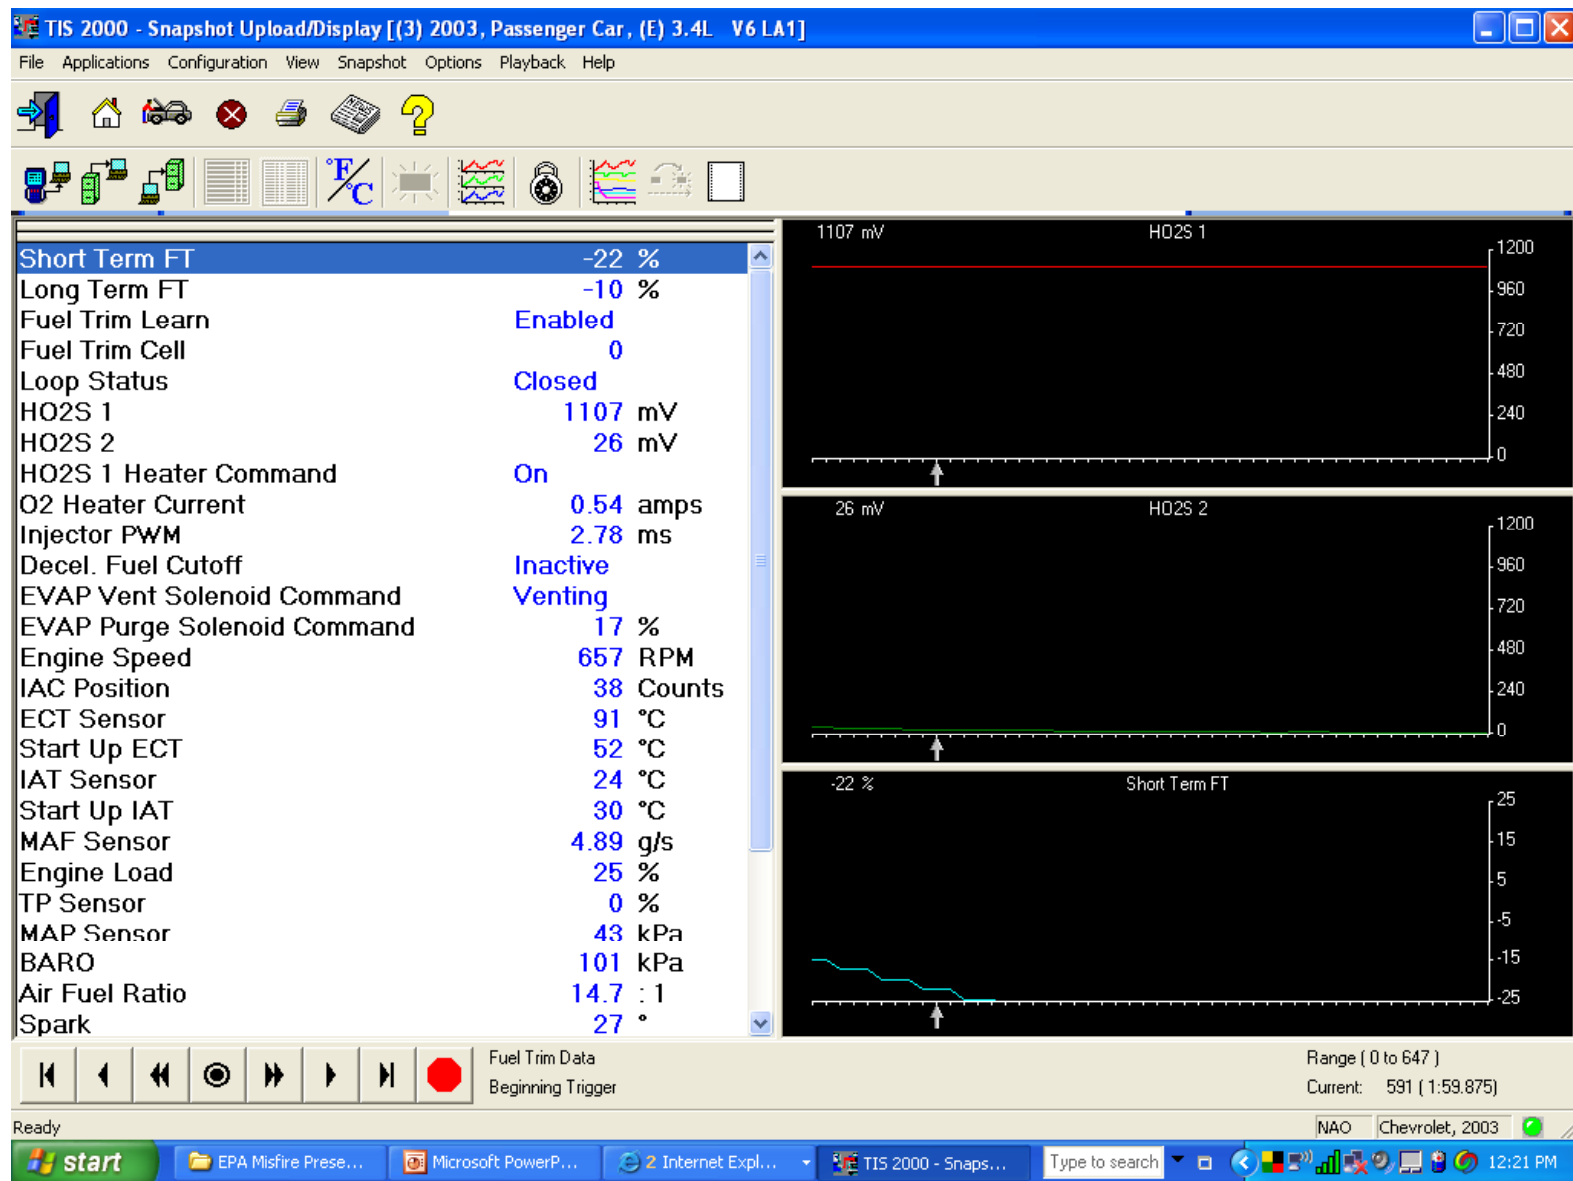 TIS 2000 - Snapshot Upload/Display [(3) 2003, Passenger Car, (E) 3.4L V6 LA1]
File Applications Configuration View Snapshot Options Playback Help
°F/°C
Short Term FT -22 %
Long Term FT -10 %
Fuel Trim Learn Enabled
Fuel Trim Cell 0
Loop Status Closed
HO2S 1 1107 mV
HO2S 2 26 mV
HO2S 1 Heater Command On
O2 Heater Current 0.54 amps
Injector PWM 2.78 ms
Decel. Fuel Cutoff Inactive
EVAP Vent Solenoid Command Venting
EVAP Purge Solenoid Command 17 %
Engine Speed 657 RPM
IAC Position 38 Counts
ECT Sensor 91 °C
Start Up ECT 52 °C
IAT Sensor 24 °C
Start Up IAT 30 °C
MAF Sensor 4.89 g/s
Engine Load 25 %
TP Sensor 0 %
MAP Sensor 43 kPa
BARO 101 kPa
Air Fuel Ratio 14.7 : 1
Spark 27 °
1107 mV HO2S 1
1200
960
720
480
240
0
26 mV HO2S 2
1200
960
720
480
240
0
-22 % Short Term FT
25
15
5
-5
-15
-25
Fuel Trim Data
Beginning Trigger
Range ( 0 to 647 )
Current: 591 ( 1:59.875)
Ready
NAO Chevrolet, 2003
start EPA Misfire Prese... Microsoft PowerP... 2 Internet Expl... TIS 2000 - Snaps... Type to search 12:21 PM